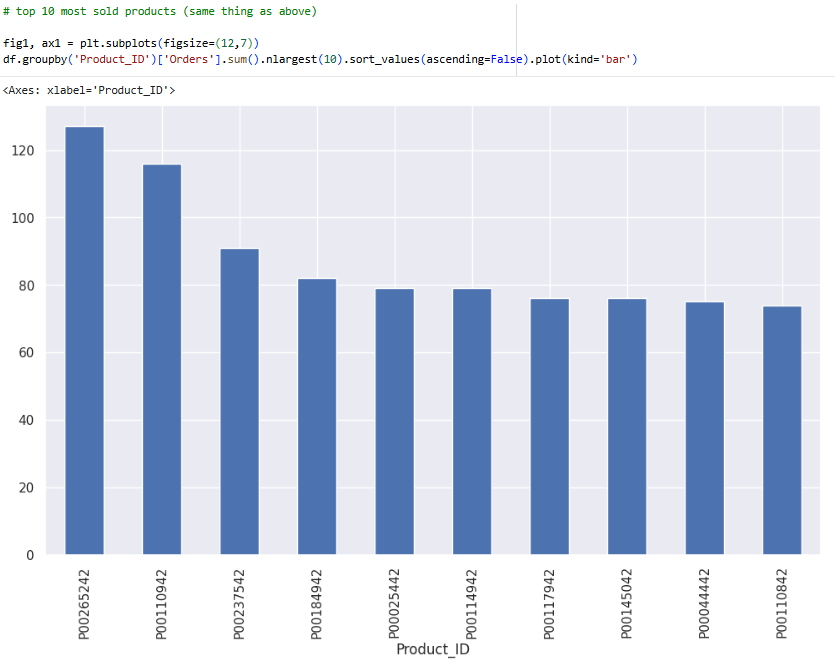 # top 10 most sold products (same thing as above)
fig1, ax1 = plt.subplots(figsize=(12,7))
df.groupby('Product_ID')['Orders'].sum().nlargest(10).sort_values(ascending=False).plot(kind='bar')
<Axes: xlabel='Product_ID'>
120
100
80
60
40
20
0
P00265242
P00110942
P00237542
P00184942
P00025442
P00114942
P00117942
P00145042
P00044442
P00110842
Product_ID